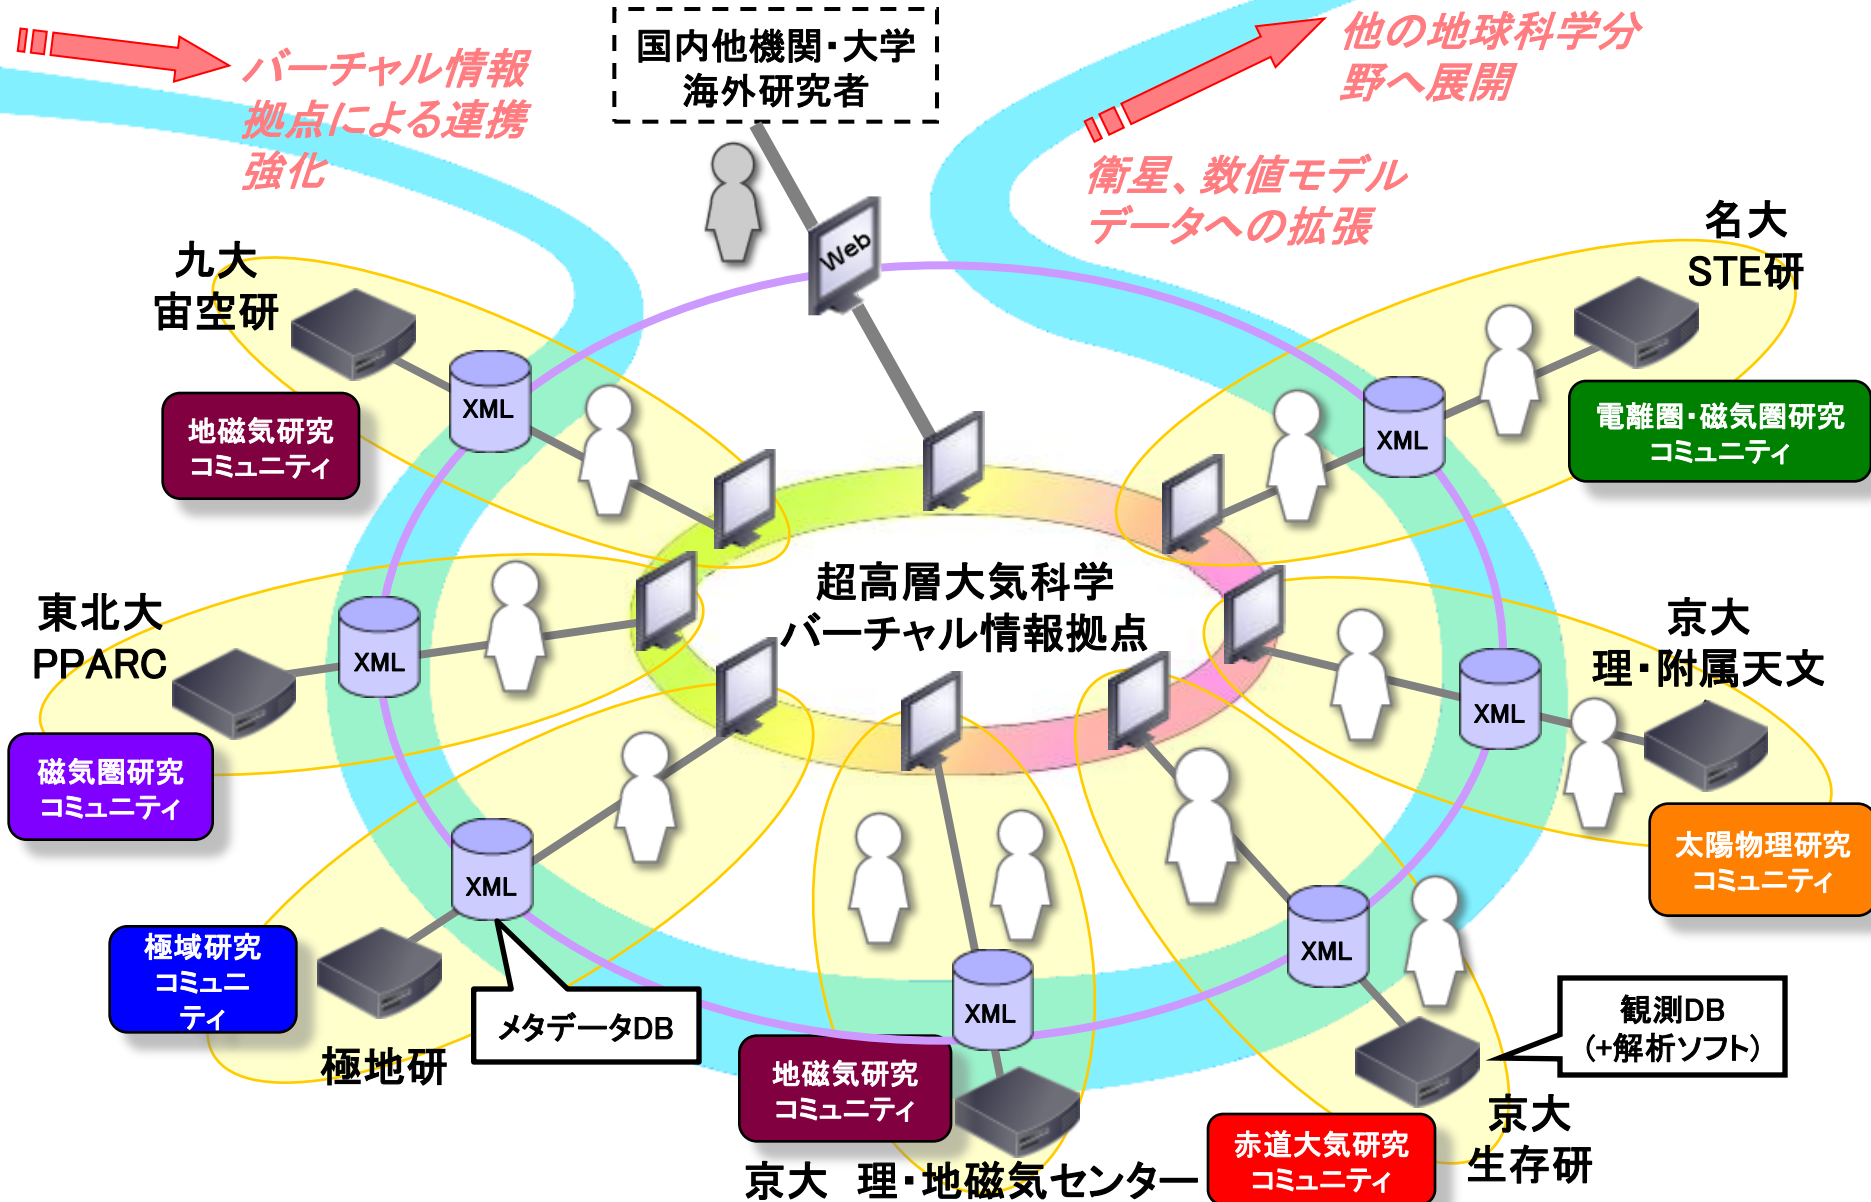 バーチャル情報
拠点による連携
強化
国内他機関・大学
海外研究者
他の地球科学分
野へ展開
衛星、数値モデル
データへの拡張
Web
九大
宙空研
XML
地磁気研究
コミュニティ
名大
STE研
XML
電離圏・磁気圏研究
コミュニティ
超高層大気科学
バーチャル情報拠点
東北大
PPARC
XML
磁気圏研究
コミュニティ
京大
理・附属天文
XML
太陽物理研究
コミュニティ
XML
極域研究
コミュニ
ティ
極地研
メタデータDB
XML
地磁気研究
コミュニティ
京大　理・地磁気センター
XML
観測DB
(+解析ソフト)
赤道大気研究
コミュニティ
京大
生存研